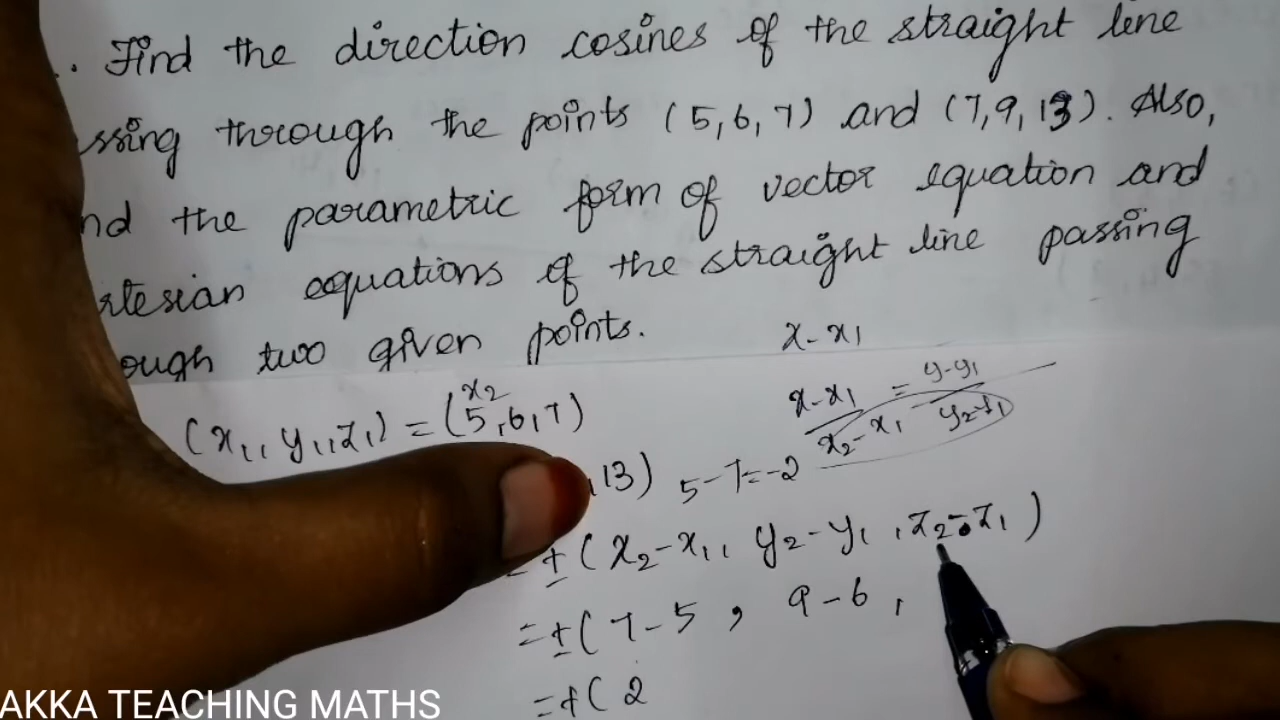 Find the direction cosines of the straight line
ssing through the points (5,6,7) and (7,9,13). Also,
nd the parametric form of vector equation and
rtesian equations of the straight line passing
ough two given points.
x-x1
x-x1 / x2-x1 = y-y1 / y2-y1
x2
(x1, y1, z1) = (5,6,7)
,13) 5-7=-2
= ± (x2-x1, y2-y1, z2-z1)
= ± (7-5, 9-6,
= ± (2
AKKA TEACHING MATHS